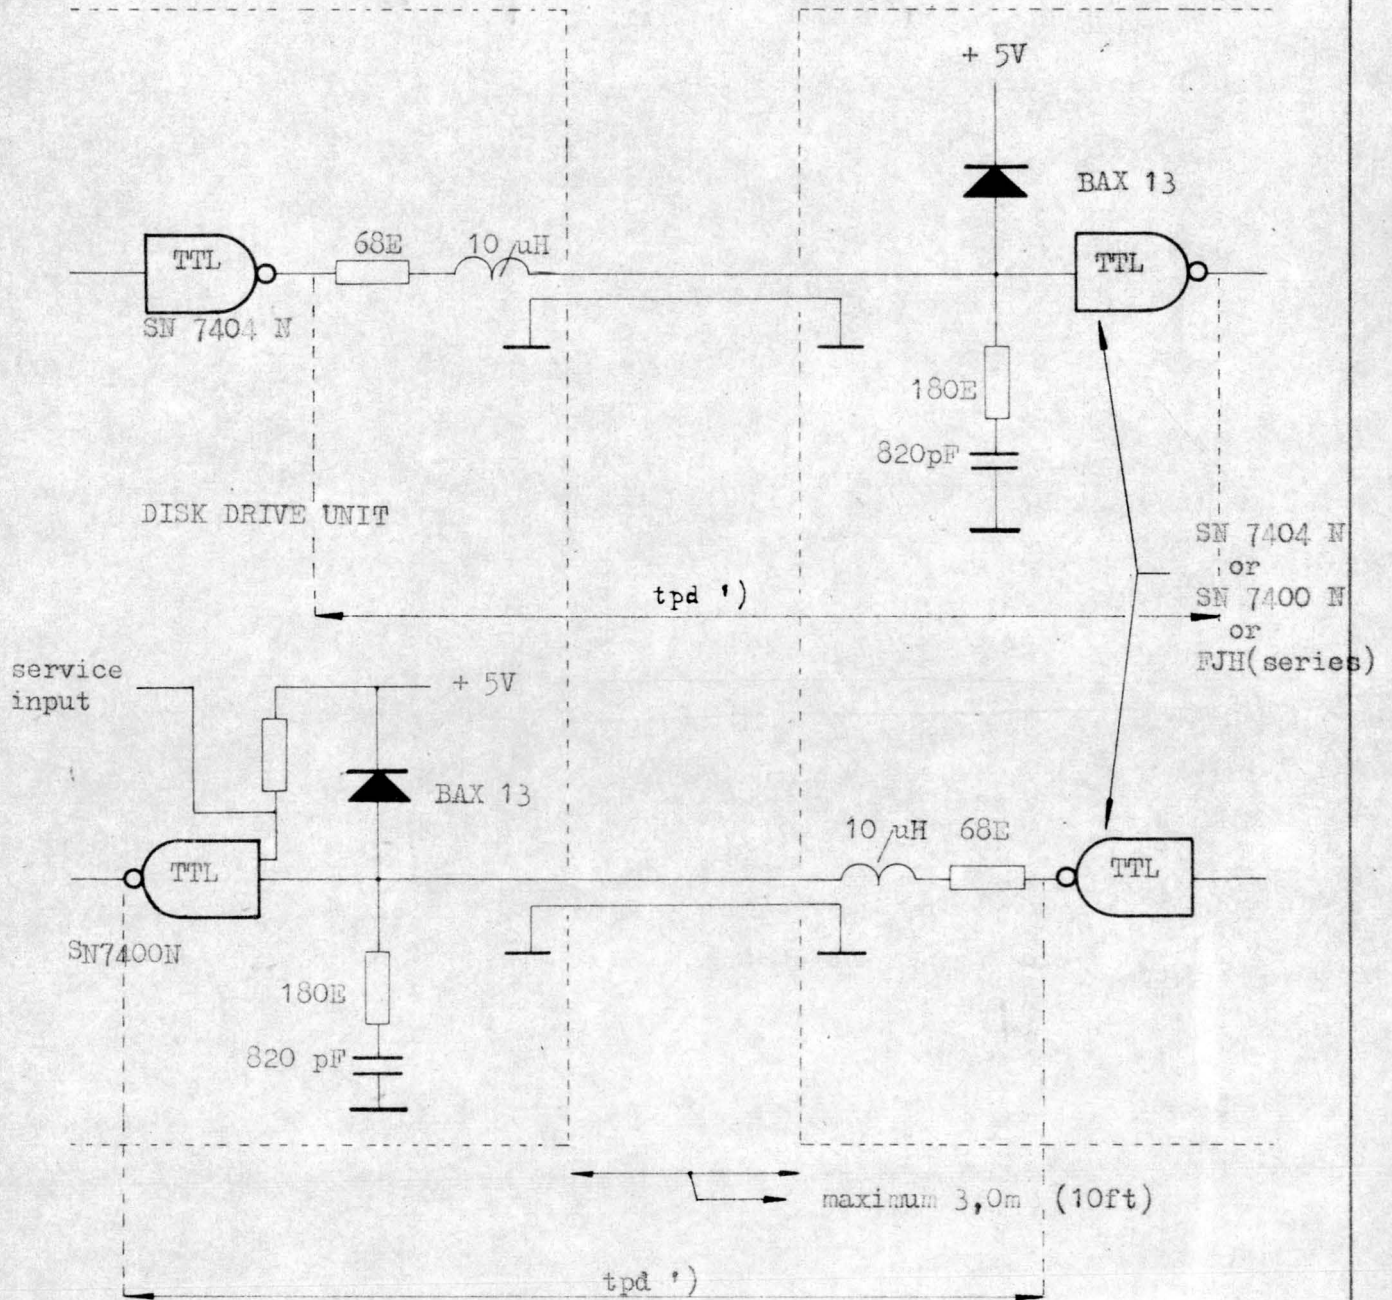 + 5V
BAX 13
TTL
68E
10 µH
TTL
SN 7404 N
180E
820pF
DISK DRIVE UNIT
SN 7404 N
or
SN 7400 N
or
FJH(series)
tpd ')
service
input
+ 5V
BAX 13
10 µH
68E
TTL
TTL
SN7400N
180E
820 pF
maximum 3,0m (10ft)
tpd ')